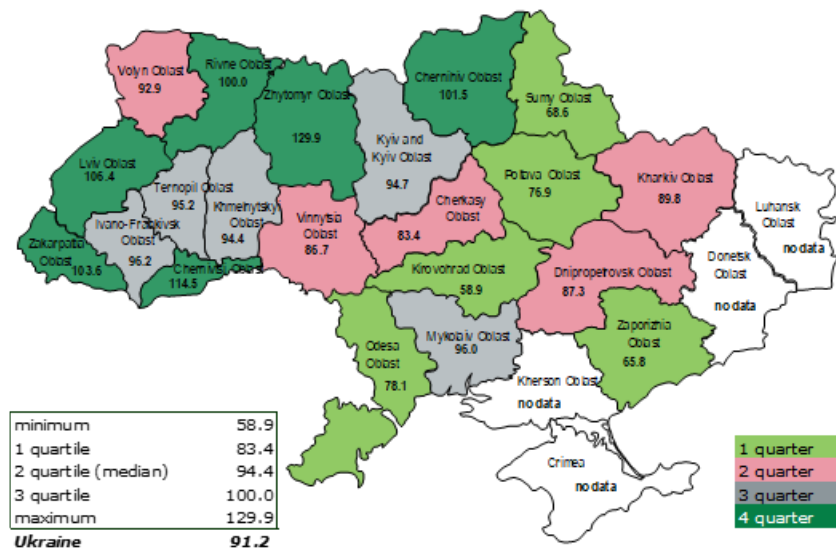 Volyn Oblast
92.9
Rivne Oblast
100.0
Zhytomyr Oblast
129.9
Chernihiv Oblast
101.5
Sumy Oblast
68.6
Kyiv and
Kyiv Oblast
94.7
Lviv Oblast
106.4
Ternopil Oblast
95.2
Khmelnytskyi
Oblast
94.4
Ivano-Frankivsk
Oblast
96.2
Zakarpattia
Oblast
103.6
Chernivtsi Oblast
114.5
Vinnytsia
Oblast
86.7
Cherkasy
Oblast
83.4
Poltava Oblast
76.9
Kharkiv Oblast
89.8
Luhansk
Oblast
no data
Donetsk
Oblast
no data
Kirovohrad Oblast
58.9
Dnipropetrovsk Oblast
87.3
Zaporizhia
Oblast
65.8
Odesa
Oblast
78.1
Mykolaiv Oblast
96.0
Kherson Oblast
no data
Crimea
no data
minimum 58.9
1 quartile 83.4
2 quartile (median) 94.4
3 quartile 100.0
maximum 129.9
Ukraine 91.2
1 quarter
2 quarter
3 quarter
4 quarter